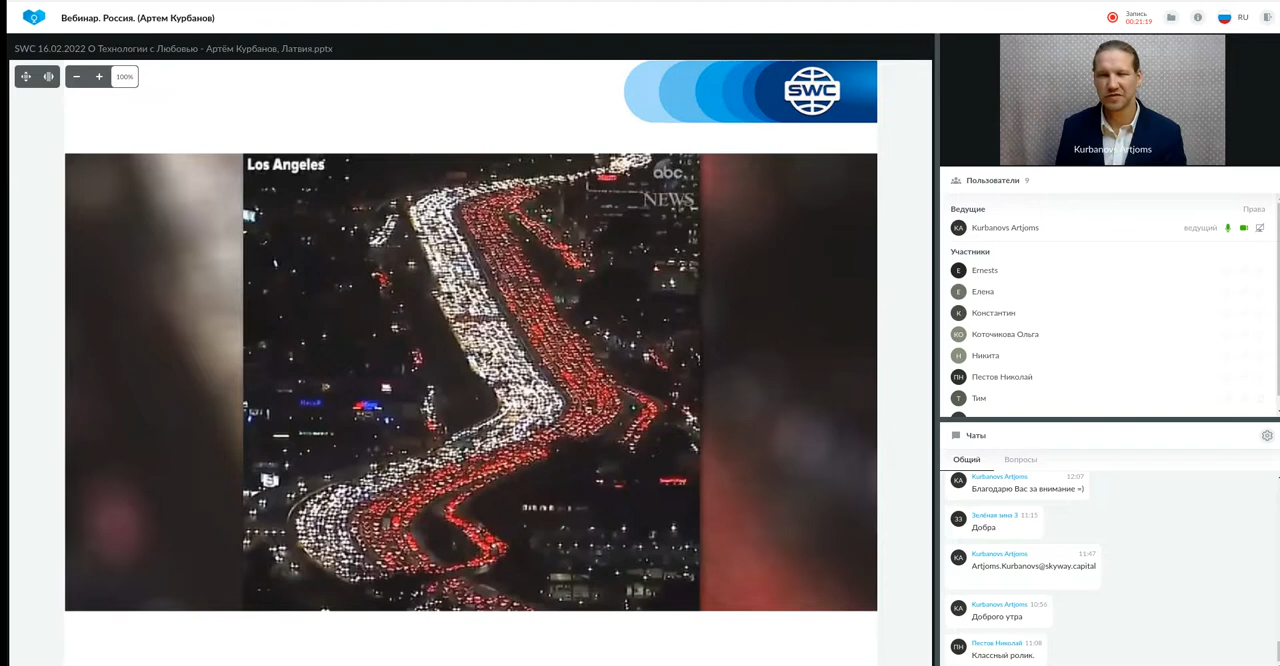 Вебинар. Россия. (Артем Курбанов)
Запись
00:21:19
RU
SWC 16.02.2022 О Технологии с Любовью - Артём Курбанов, Латвия.pptx
100%
SWC
Los Angeles
abc
NEWS
Kurbanovs Artjoms
Пользователи 9
Ведущие
Права
KA
Kurbanovs Artjoms
ведущий
Участники
E
Ernests
Е
Елена
К
Константин
КО
Коточикова Ольга
Н
Никита
ПН
Пестов Николай
Т
Тим
Чаты
Общий
Вопросы
KA
Kurbanovs Artjoms 12:07
Благодарю Вас за внимание =)
ЗЗ
Зелёная зина З 11:15
Добра
KA
Kurbanovs Artjoms 11:47
Artjoms.Kurbanovs@skyway.capital
KA
Kurbanovs Artjoms 10:56
Доброго утра
ПН
Пестов Николай 11:08
Классный ролик.